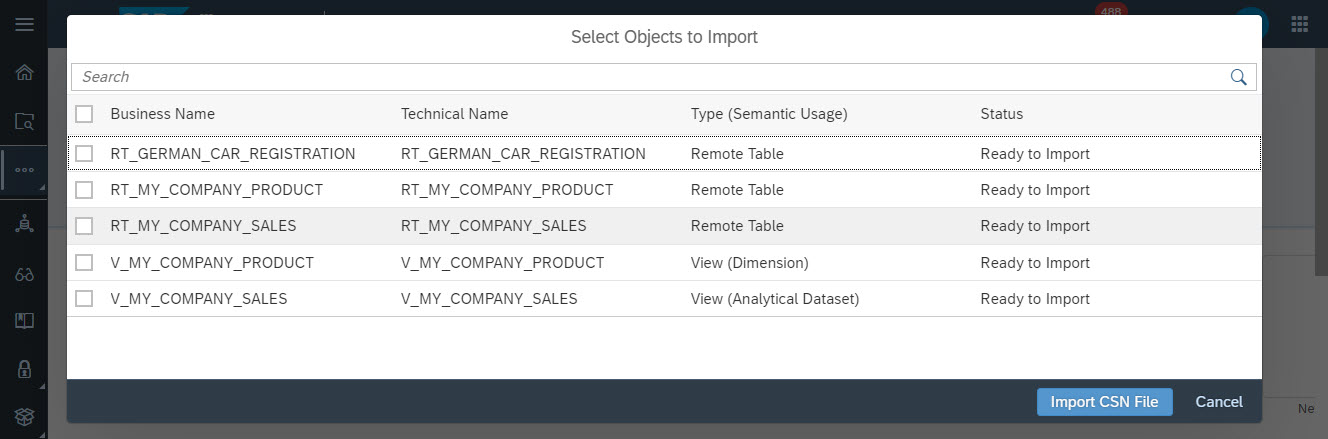 488
Select Objects to Import
Search
Business Name Technical Name Type (Semantic Usage) Status
RT_GERMAN_CAR_REGISTRATION RT_GERMAN_CAR_REGISTRATION Remote Table Ready to Import
RT_MY_COMPANY_PRODUCT RT_MY_COMPANY_PRODUCT Remote Table Ready to Import
RT_MY_COMPANY_SALES RT_MY_COMPANY_SALES Remote Table Ready to Import
V_MY_COMPANY_PRODUCT V_MY_COMPANY_PRODUCT View (Dimension) Ready to Import
V_MY_COMPANY_SALES V_MY_COMPANY_SALES View (Analytical Dataset) Ready to Import
Import CSN File Cancel
Ne